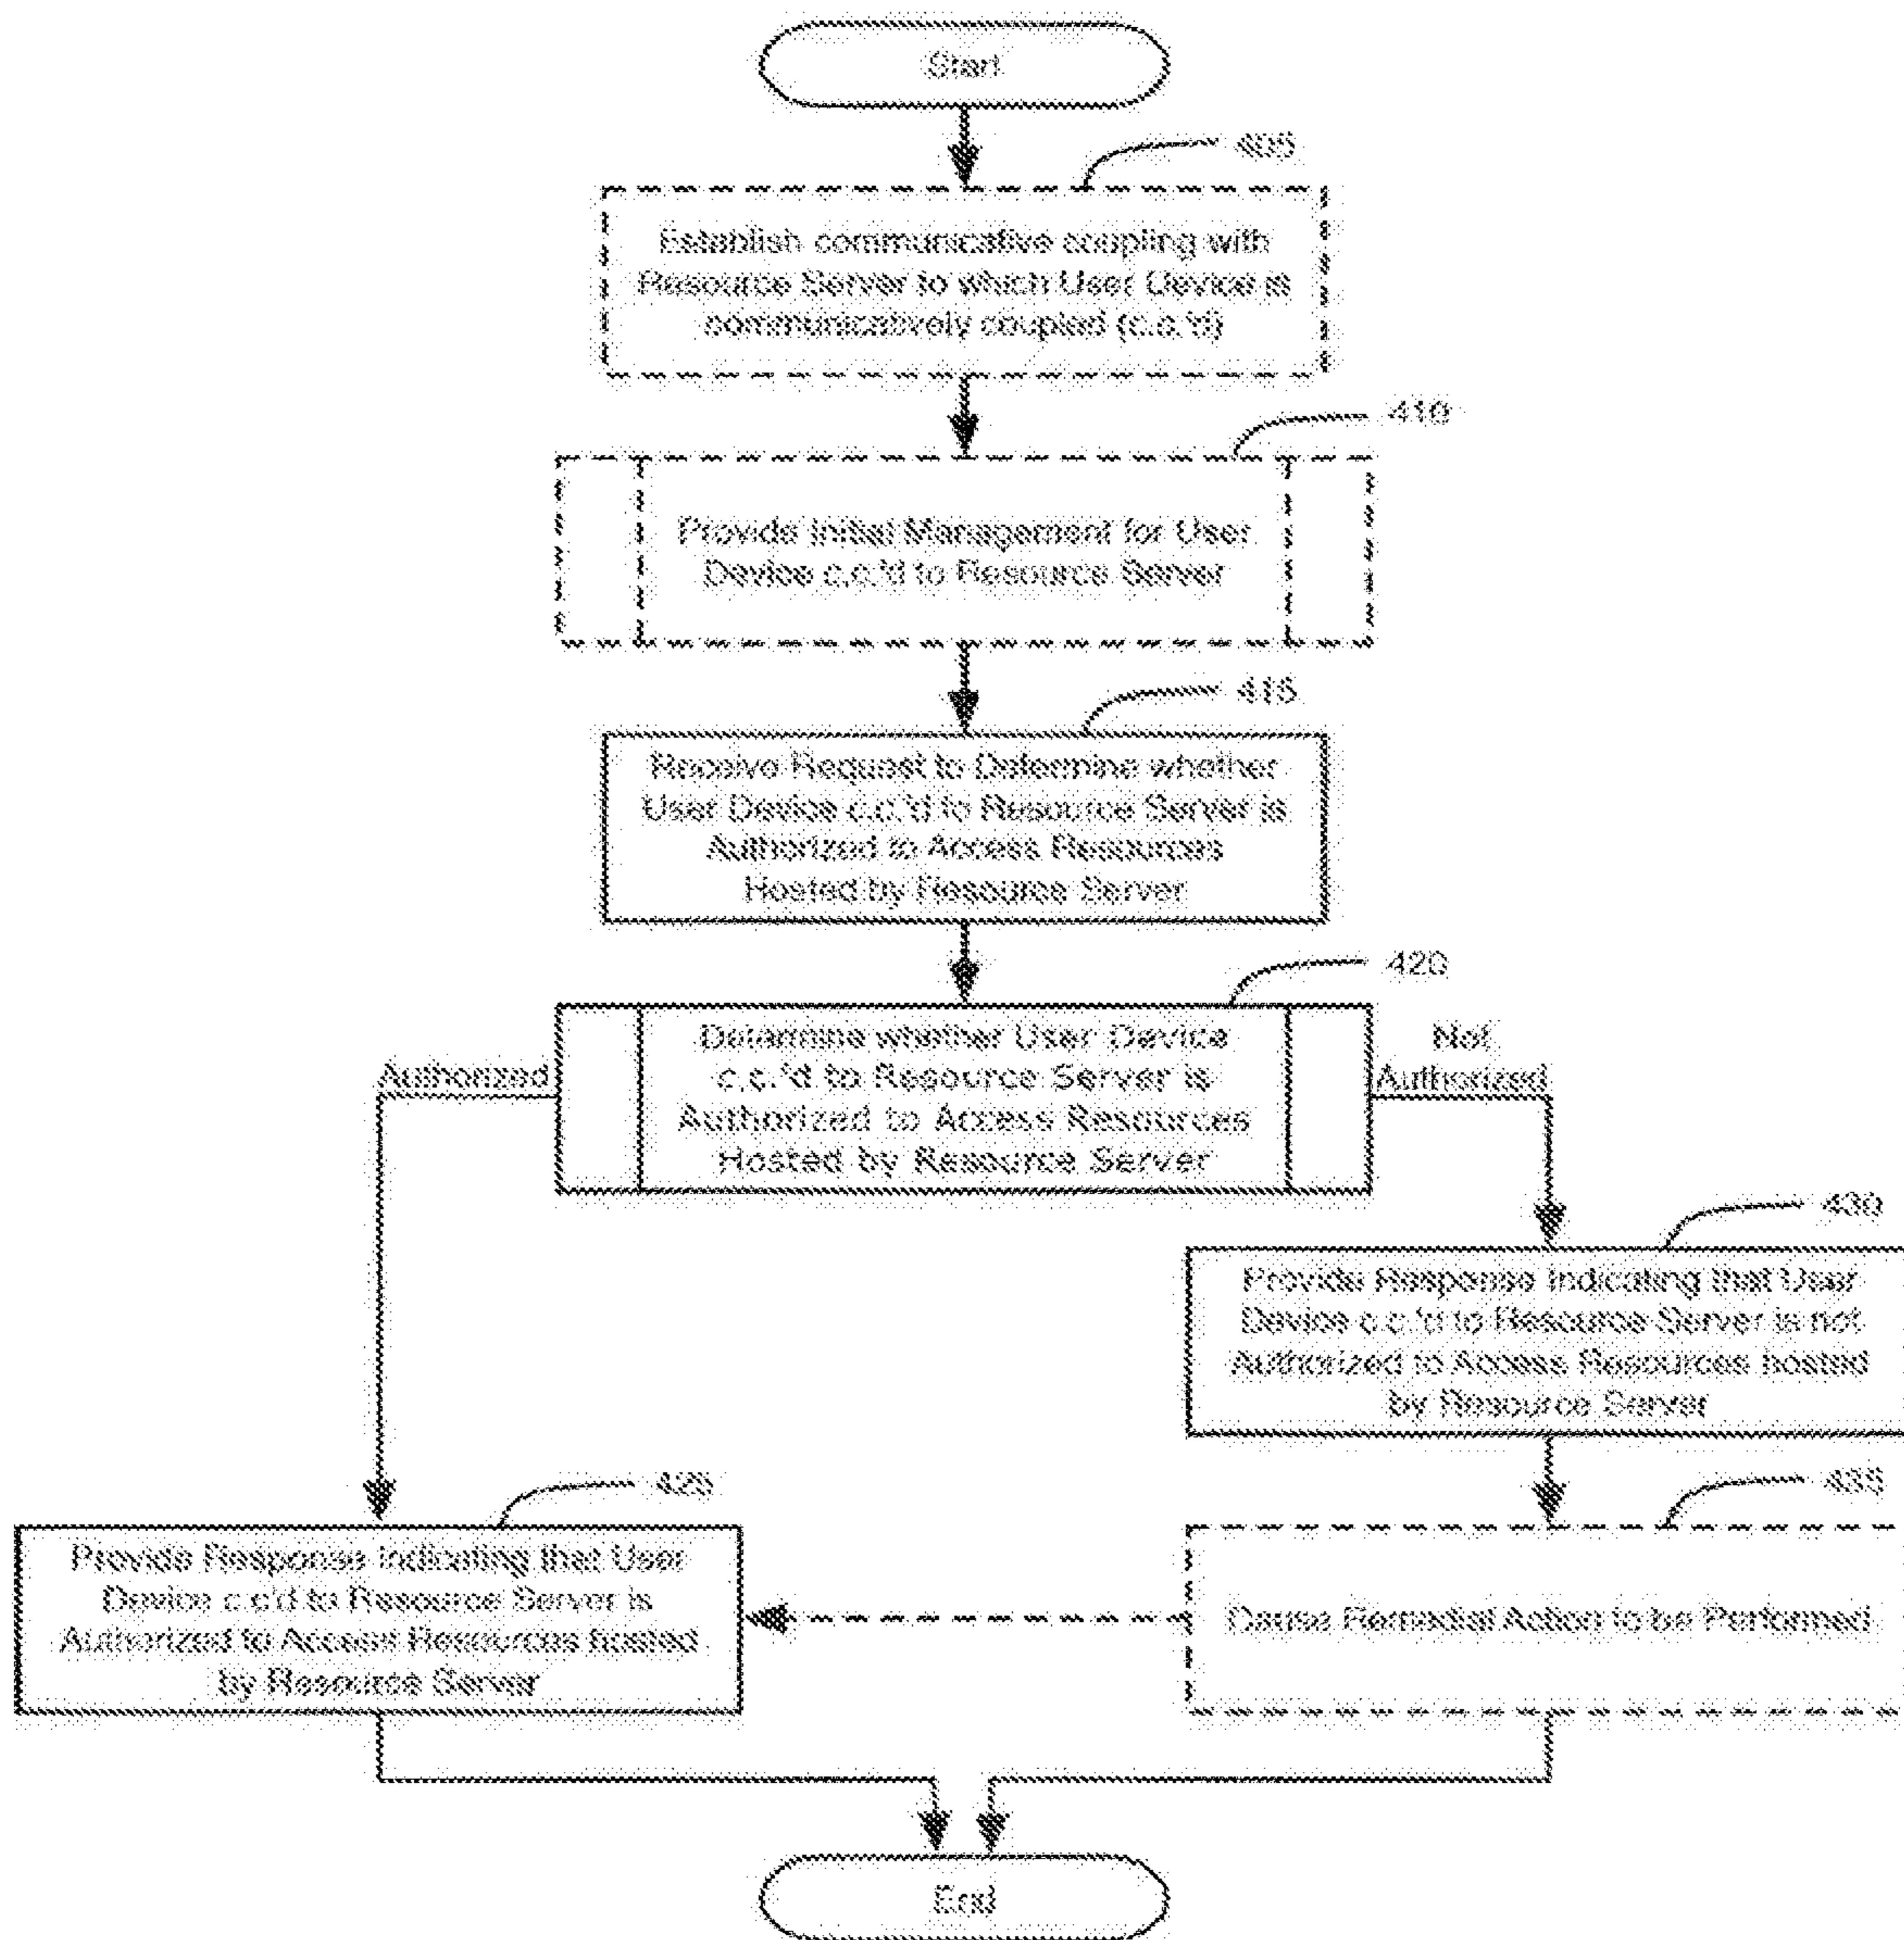 Start
405
Establish communicative coupling with
Resource Server to which User Device is
communicatively coupled (c.c.'d)
410
Provide Initial Management for User
Device c.c.'d to Resource Server
415
Receive Request to Determine whether
User Device c.c.'d to Resource Server is
Authorized to Access Resources
Hosted by Resource Server
420
Determine whether User Device
c.c.'d to Resource Server is
Authorized to Access Resources
Hosted by Resource Server
Authorized
Not
Authorized
430
Provide Response Indicating that User
Device c.c.'d to Resource Server is not
Authorized to Access Resources hosted
by Resource Server
425
Provide Response Indicating that User
Device c.c'd to Resource Server is
Authorized to Access Resources hosted
by Resource Server
435
Cause Remedial Action to be Performed
End